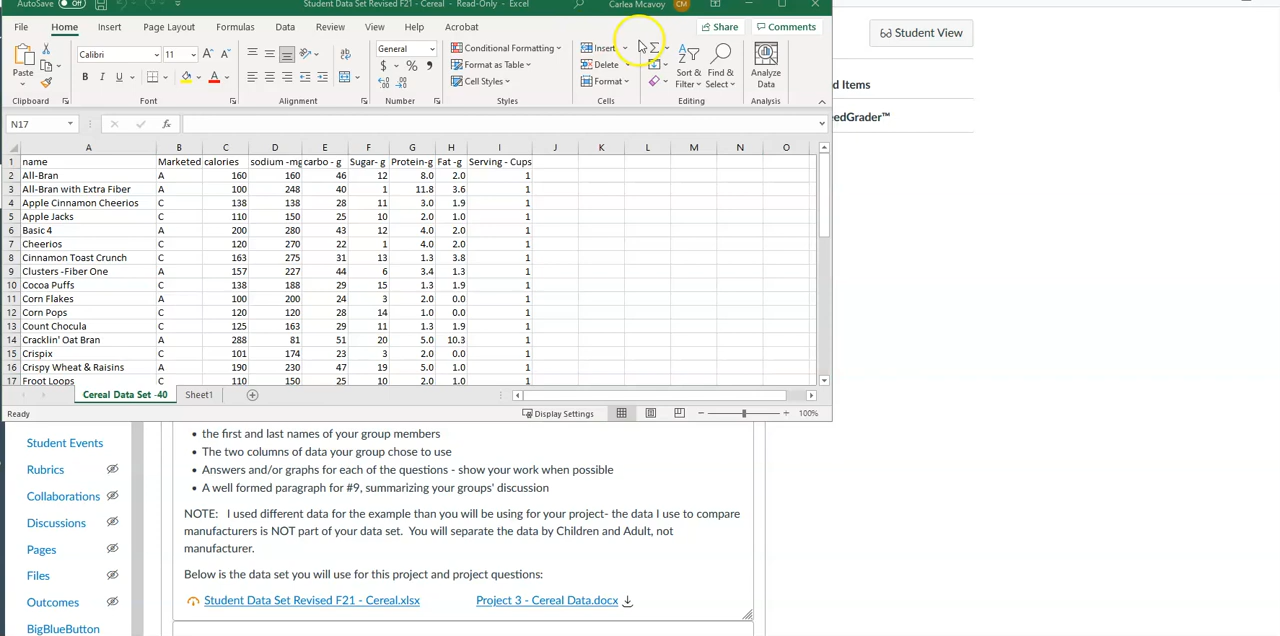 AutoSave Off Student Data Set Revised F21 - Cereal - Read-Only - Excel Carlea Mcavoy CM
File Home Insert Page Layout Formulas Data Review View Help Acrobat Share Comments
Student View
Paste Calibri 11 A A General Conditional Formatting Insert
B I U A $ % Format as Table Delete Sort & Find & Analyze
Cell Styles Format Filter Select Data
Clipboard Font Alignment Number Styles Cells Editing Analysis
d Items
eedGrader™
N17 fx
A B C D E F G H I J K L M N O
1 name Marketed calories sodium -mg carbo - g Sugar- g Protein-g Fat -g Serving - Cups
2 All-Bran A 160 160 46 12 8.0 2.0 1
3 All-Bran with Extra Fiber A 100 248 40 1 11.8 3.6 1
4 Apple Cinnamon Cheerios C 138 138 28 11 3.0 1.9 1
5 Apple Jacks C 110 150 25 10 2.0 1.0 1
6 Basic 4 A 200 280 43 12 4.0 2.0 1
7 Cheerios C 120 270 22 1 4.0 2.0 1
8 Cinnamon Toast Crunch C 163 275 31 13 1.3 3.8 1
9 Clusters -Fiber One A 157 227 44 6 3.4 1.3 1
10 Cocoa Puffs C 138 188 29 15 1.3 1.9 1
11 Corn Flakes A 100 200 24 3 2.0 0.0 1
12 Corn Pops C 120 120 28 14 1.0 0.0 1
13 Count Chocula C 125 163 29 11 1.3 1.9 1
14 Cracklin' Oat Bran A 288 81 51 20 5.0 10.3 1
15 Crispix C 101 174 23 3 2.0 0.0 1
16 Crispy Wheat & Raisins A 190 230 47 19 5.0 1.0 1
17 Froot Loops C 110 150 25 10 2.0 1.0 1
Cereal Data Set -40 Sheet1
Ready Display Settings 100%
Student Events
Rubrics
Collaborations
Discussions
Pages
Files
Outcomes
BigBlueButton
• the first and last names of your group members
• The two columns of data your group chose to use
• Answers and/or graphs for each of the questions - show your work when possible
• A well formed paragraph for #9, summarizing your groups' discussion
NOTE: I used different data for the example than you will be using for your project- the data I use to compare
manufacturers is NOT part of your data set. You will separate the data by Children and Adult, not
manufacturer.
Below is the data set you will use for this project and project questions:
Student Data Set Revised F21 - Cereal.xlsx Project 3 - Cereal Data.docx